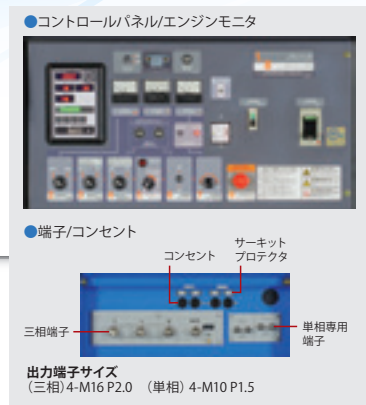 ●コントロールパネル/エンジンモニタ
●端子/コンセント
コンセント
サーキット
プロテクタ
三相端子
単相専用
端子
出力端子サイズ
（三相）4-M16 P2.0 （単相）4-M10 P1.5